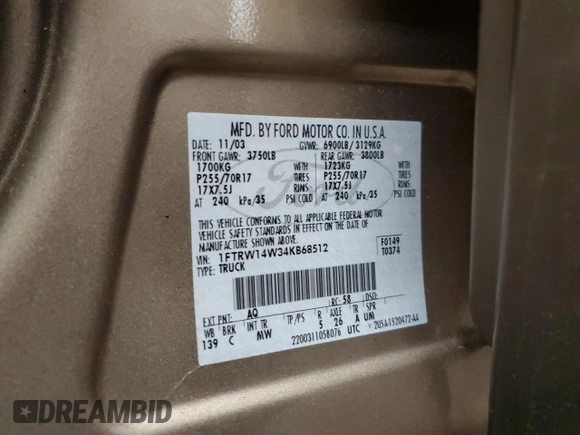 MFD. BY FORD MOTOR CO. IN U.S.A.
DATE: 11/03 GVWR: 6900LB/3129KG
FRONT GAWR: 3750LB REAR GAWR: 3800LB
1700KG 1723KG
P255/70R17 TIRES P255/70R17
17X7.5J RIMS 17X7.5J
AT 240 kPa/35 PSI COLD AT 240 kPa/35 PSI COLD
THIS VEHICLE CONFORMS TO ALL APPLICABLE FEDERAL MOTOR
VEHICLE SAFETY STANDARDS IN EFFECT ON THE DATE OF
MANUFACTURE SHOWN ABOVE.
VIN: 1FTRW14W34KB68512 F0149
TYPE: TRUCK T0374
EXT PNT: AQ RC: 58 DSO:
WB BRK INT TR TP/PS R AXLE TR SPR
139 C MW 5 26 A UM
2200311058076 UTC
Ford
DREAMBID